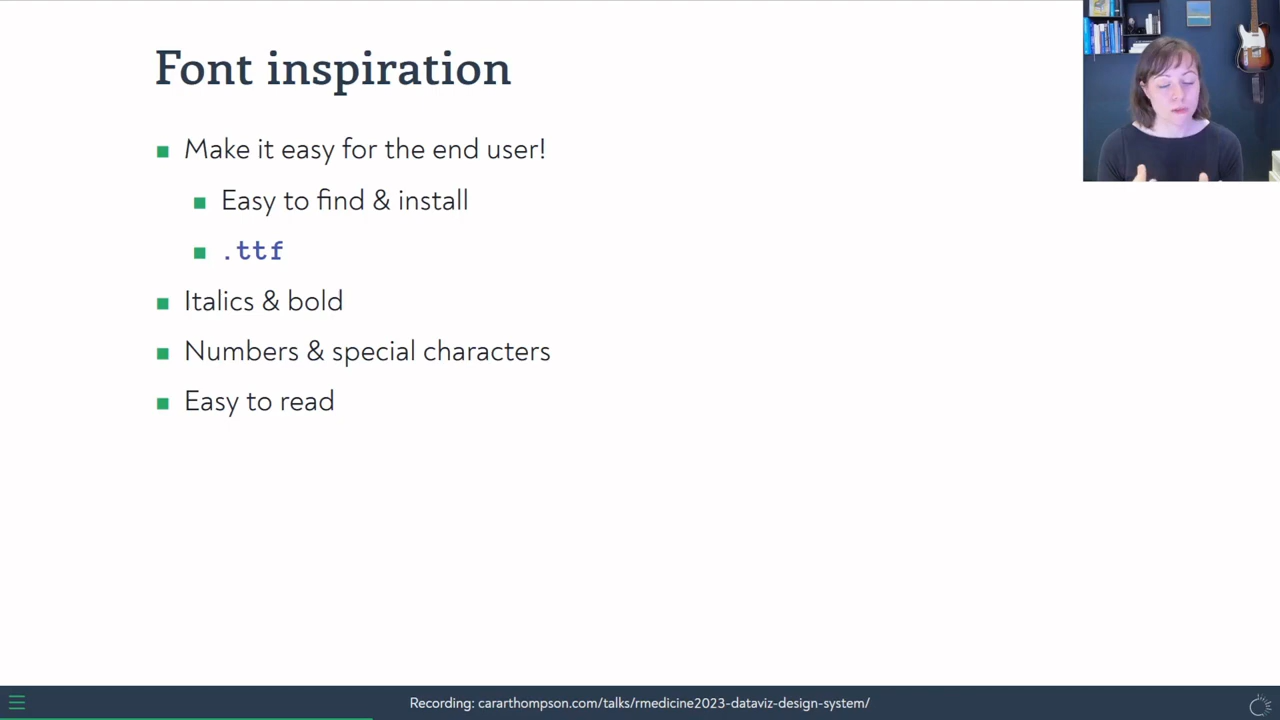 Font inspiration
Make it easy for the end user!
Easy to find & install
.ttf
Italics & bold
Numbers & special characters
Easy to read
Recording: cararthompson.com/talks/rmedicine2023-dataviz-design-system/